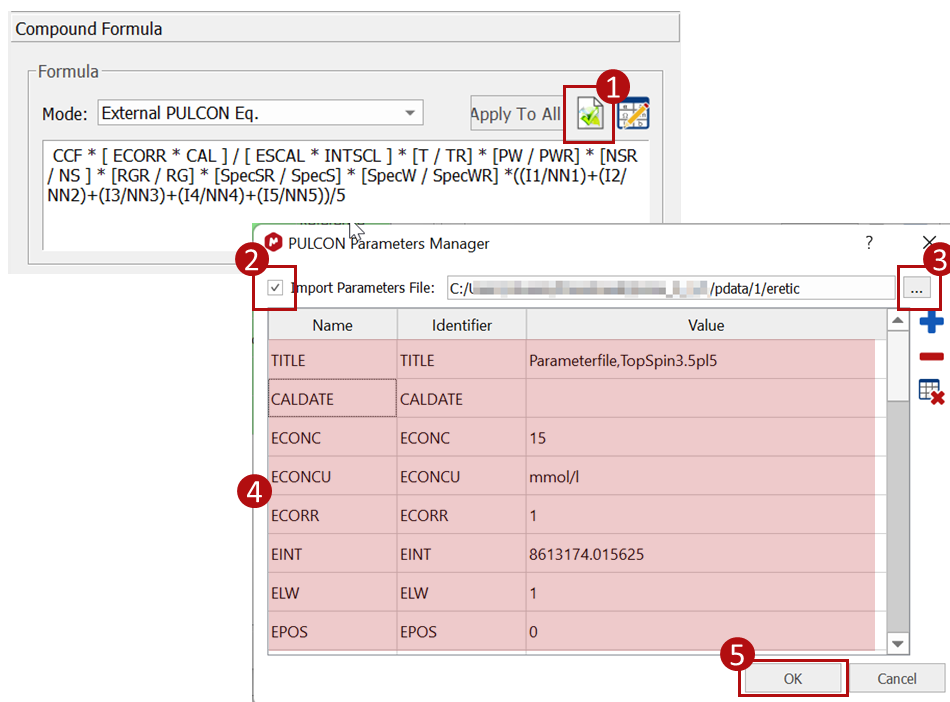 Compound Formula
Formula
1
Mode: External PULCON Eq. Apply To All
CCF * [ ECORR * CAL ] / [ ESCAL * INTSCL ] * [T / TR] * [PW / PWR] * [NSR
/ NS ] * [RGR / RG] * [SpecSR / SpecS] * [SpecW / SpecWR] *((I1/NN1)+(I2/
NN2)+(I3/NN3)+(I4/NN4)+(I5/NN5))/5
PULCON Parameters Manager ?
2 3
Import Parameters File: C:/U /pdata/1/eretic ...
Name Identifier Value
TITLE TITLE Parameterfile,TopSpin3.5pl5
CALDATE CALDATE
ECONC ECONC 15
ECONCU ECONCU mmol/l
4
ECORR ECORR 1
EINT EINT 8613174.015625
ELW ELW 1
EPOS EPOS 0
5
OK Cancel